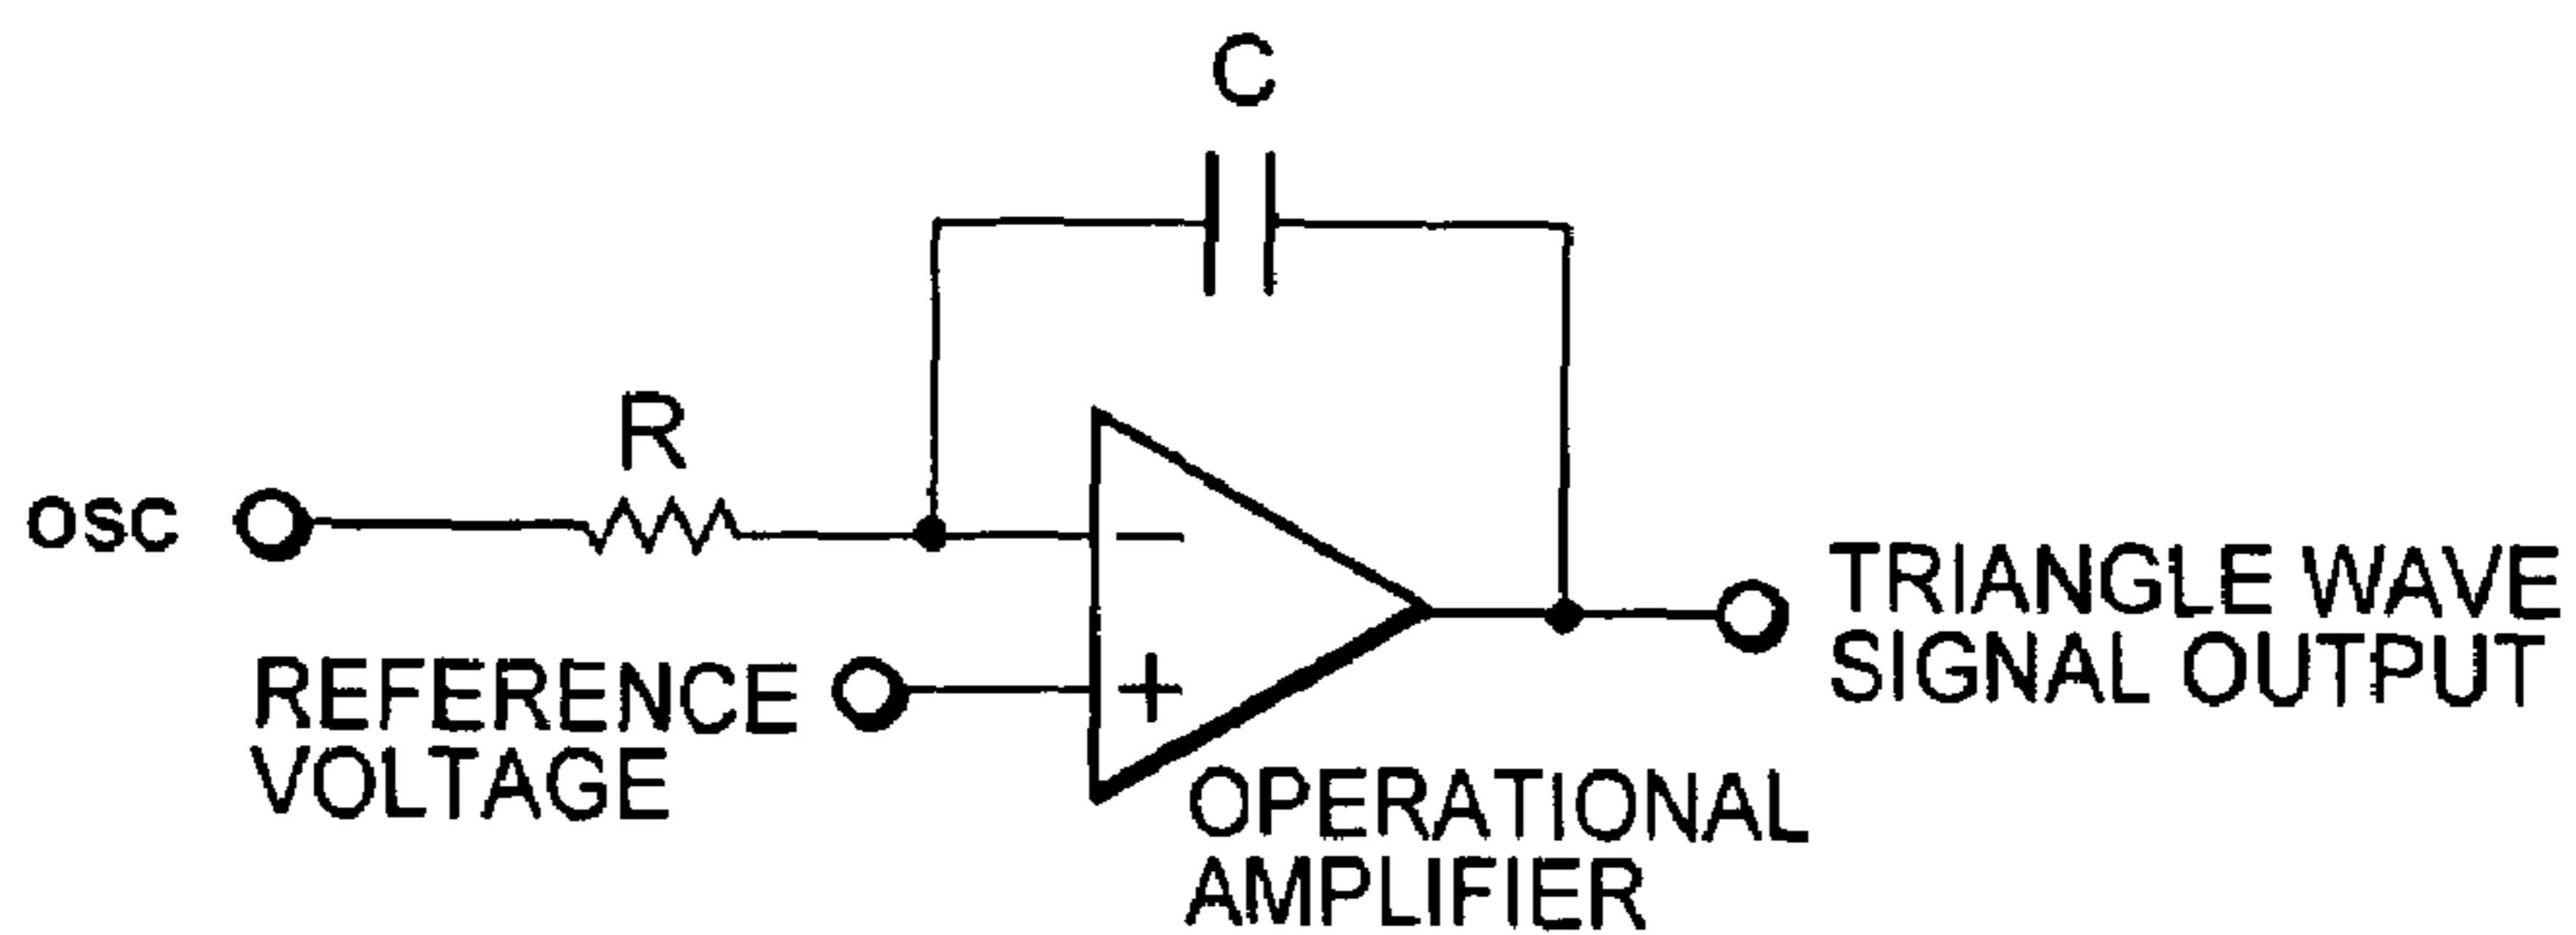 C
R
OSC
−
TRIANGLE WAVE
SIGNAL OUTPUT
REFERENCE
VOLTAGE
+
OPERATIONAL
AMPLIFIER